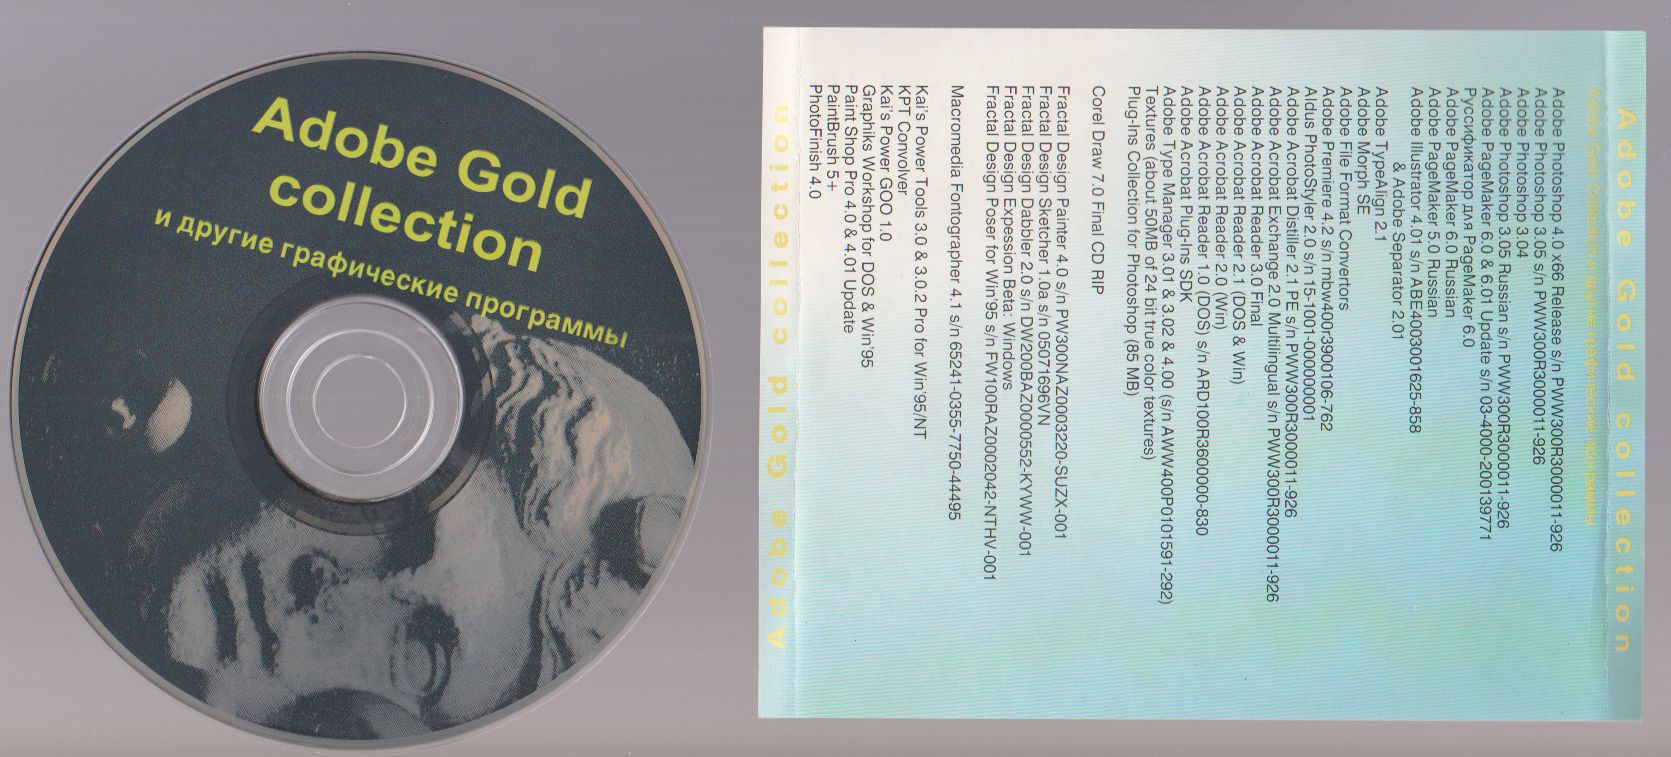 Adobe Gold
collection
и другие графические программы
Adobe Gold collection
Adobe Gold Collection и другие графические программы
Adobe Photoshop 4.0 x66 Release s/n PWW300R3000011-926
Adobe Photoshop 3.05 s/n PWW300R3000011-926
Adobe Photoshop 3.04
Adobe Photoshop 3.05 Russian s/n PWW300R3000011-926
Adobe PageMaker 6.0 & 6.01 Update s/n 03-4000-20013971
Руссификатор для PageMaker 6.0
Adobe PageMaker 6.0 Russian
Adobe PageMaker 5.0 Russian
Adobe Illustrator 4.01 s/n ABE4003001625-858
& Adobe Separator 2.01
Adobe TypeAlign 2.1
Adobe Morph SE
Adobe File Format Convertors
Adobe Premiere 4.2 s/n mbw400r3900106-762
Aldus PhotoStyler 2.0 s/n 15-1001-000000001
Adobe Acrobat Distiller 2.1 PE s/n PWW300R3000011-926
Adobe Acrobat Exchange 2.0 Multilingual s/n PWW300R3000011-926
Adobe Acrobat Reader 3.0 Final
Adobe Acrobat Reader 2.1 (DOS & Win)
Adobe Acrobat Reader 2.0 (Win)
Adobe Acrobat Reader 1.0 (DOS) s/n ARD100R3600000-830
Adobe Acrobat Plug-Ins SDK
Adobe Type Manager 3.01 & 3.02 & 4.00 (s/n AWW400P0101591-292)
Textures (about 50MB of 24 bit true color textures)
Plug-Ins Collection for Photoshop (85 MB)
Corel Draw 7.0 Final CD RIP
Fractal Design Painter 4.0 s/n PW300NAZ0003220-SUZX-001
Fractal Design Sketcher 1.0a s/n 05071696VN
Fractal Design Dabbler 2.0 s/n DW200BAZ0000552-KYWW-001
Fractal Design Expession Beta: Windows
Fractal Design Poser for Win'95 s/n FW100RAZ0002042-NTHV-001
Macromedia Fontographer 4.1 s/n 65241-0355-7750-44495
Kai's Power Tools 3.0 & 3.0.2 Pro for Win'95/NT
KPT Convolver
Kai's Power GOO 1.0
Graphiks Workshop for DOS & Win'95
Paint Shop Pro 4.0 & 4.01 Update
PaintBrush 5+
PhotoFinish 4.0
Adobe Gold collection